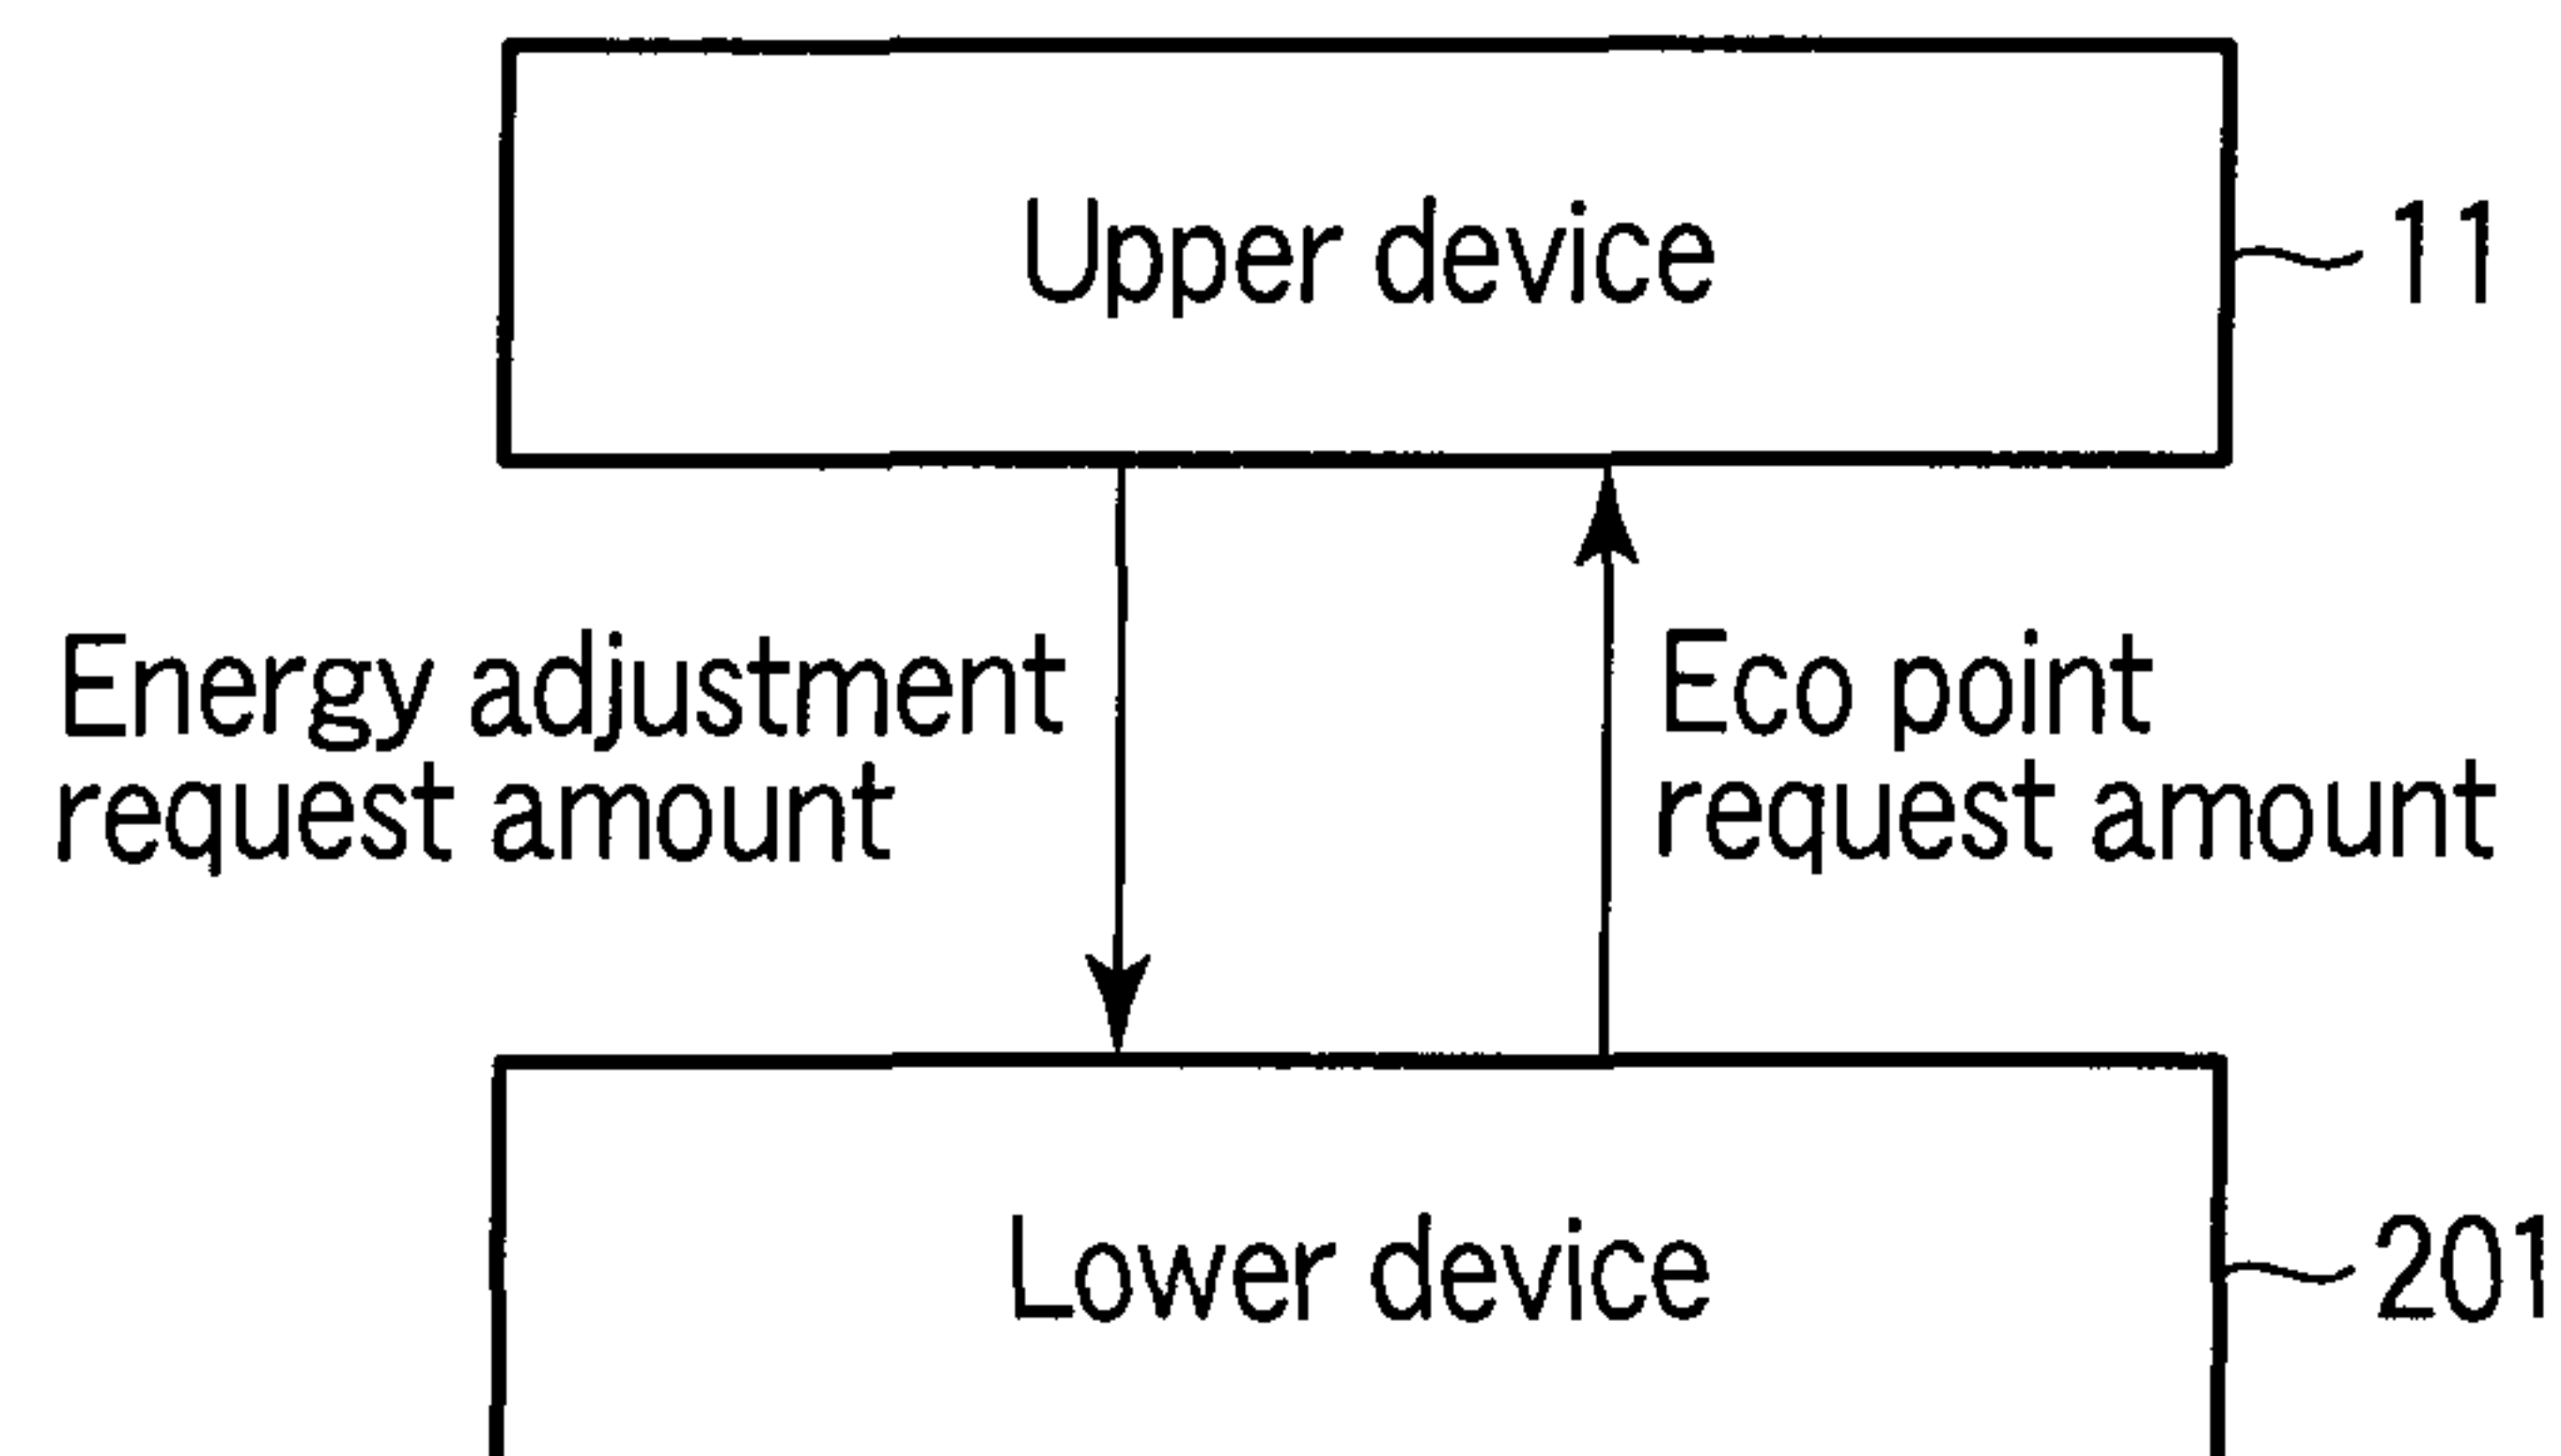 Upper device
11
Energy adjustment
request amount
Eco point
request amount
Lower device
201